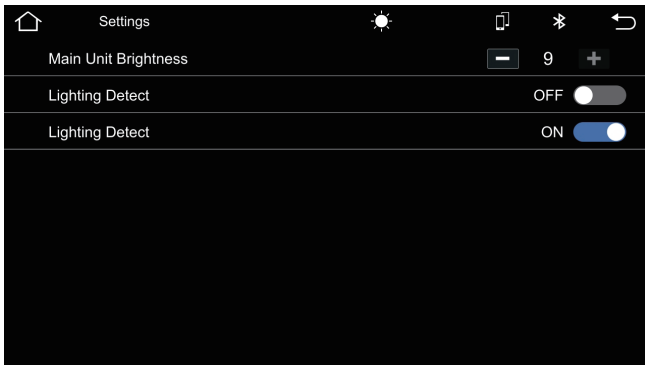 Settings
Main Unit Brightness 9
Lighting Detect OFF
Lighting Detect ON